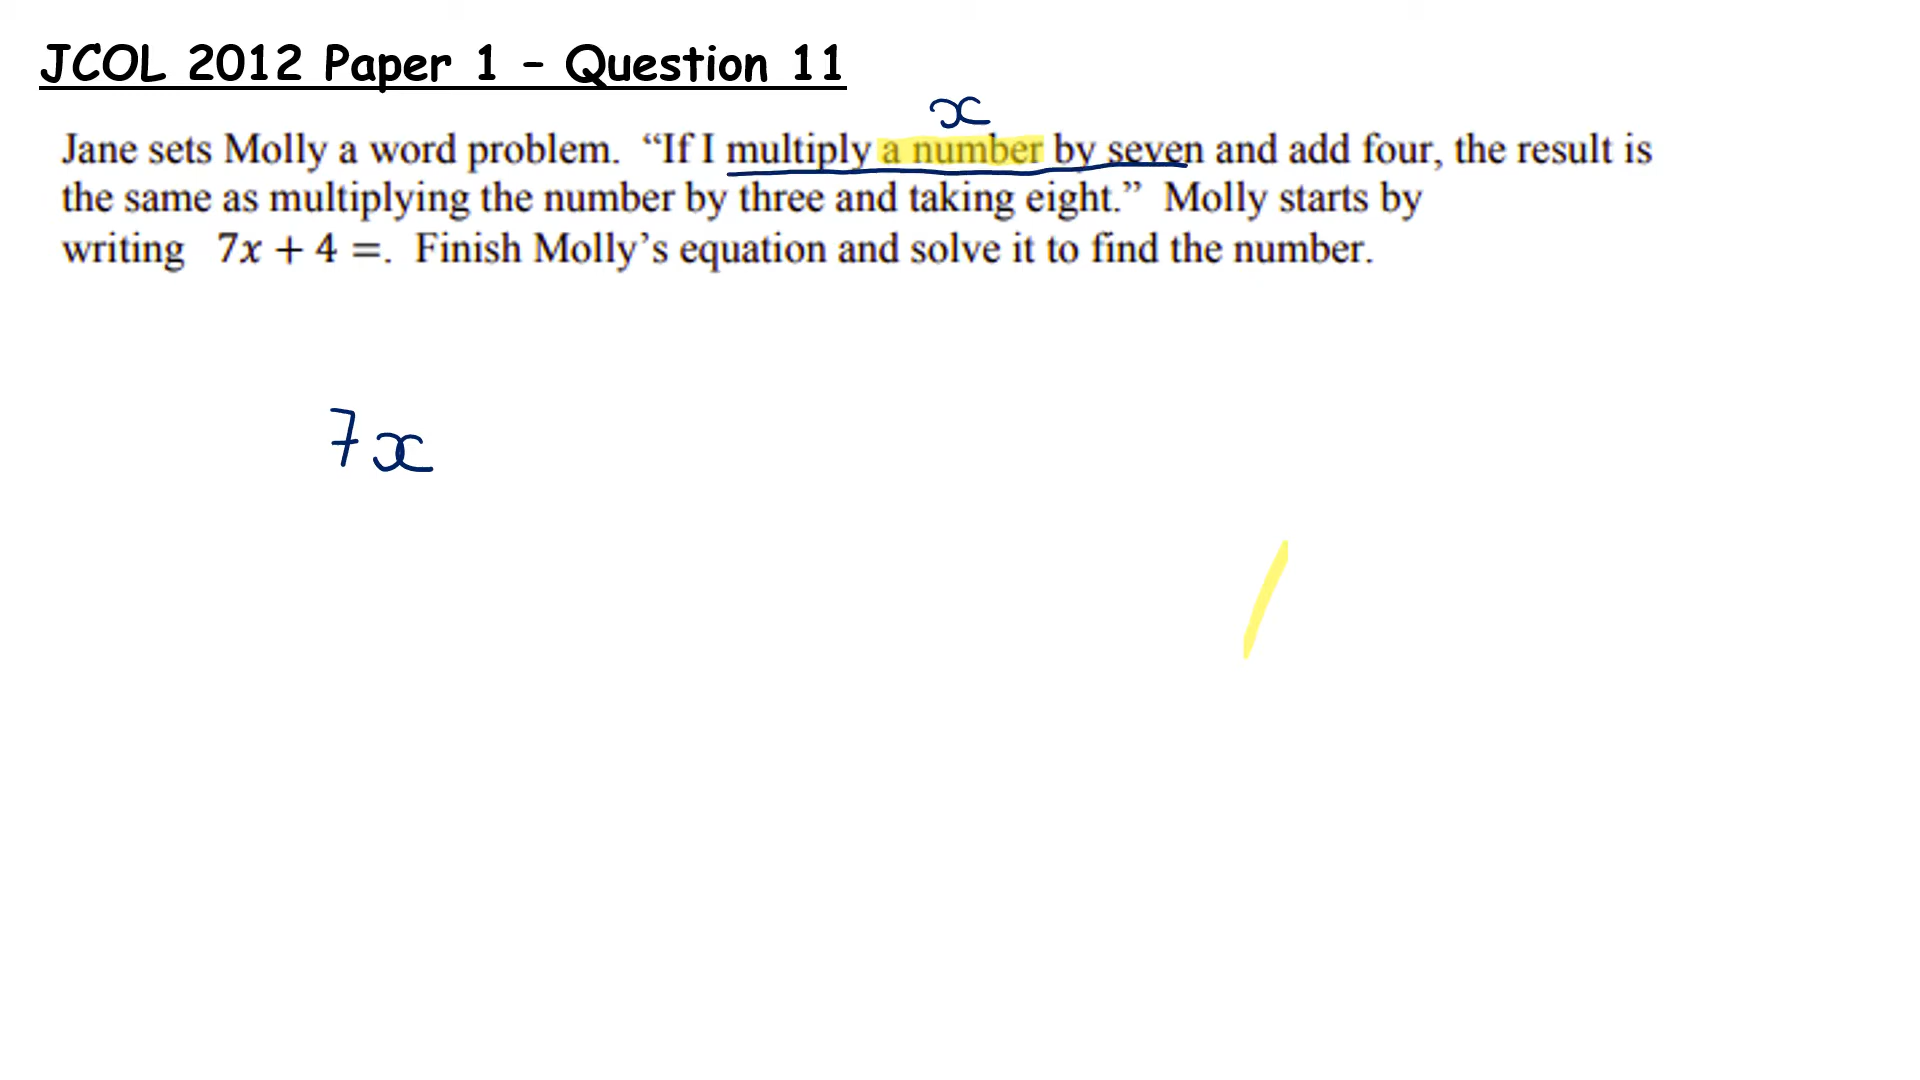 JCOL 2012 Paper 1 – Question 11
x
Jane sets Molly a word problem. “If I multiply a number by seven and add four, the result is
the same as multiplying the number by three and taking eight.” Molly starts by
writing 7x + 4 =. Finish Molly’s equation and solve it to find the number.
7x